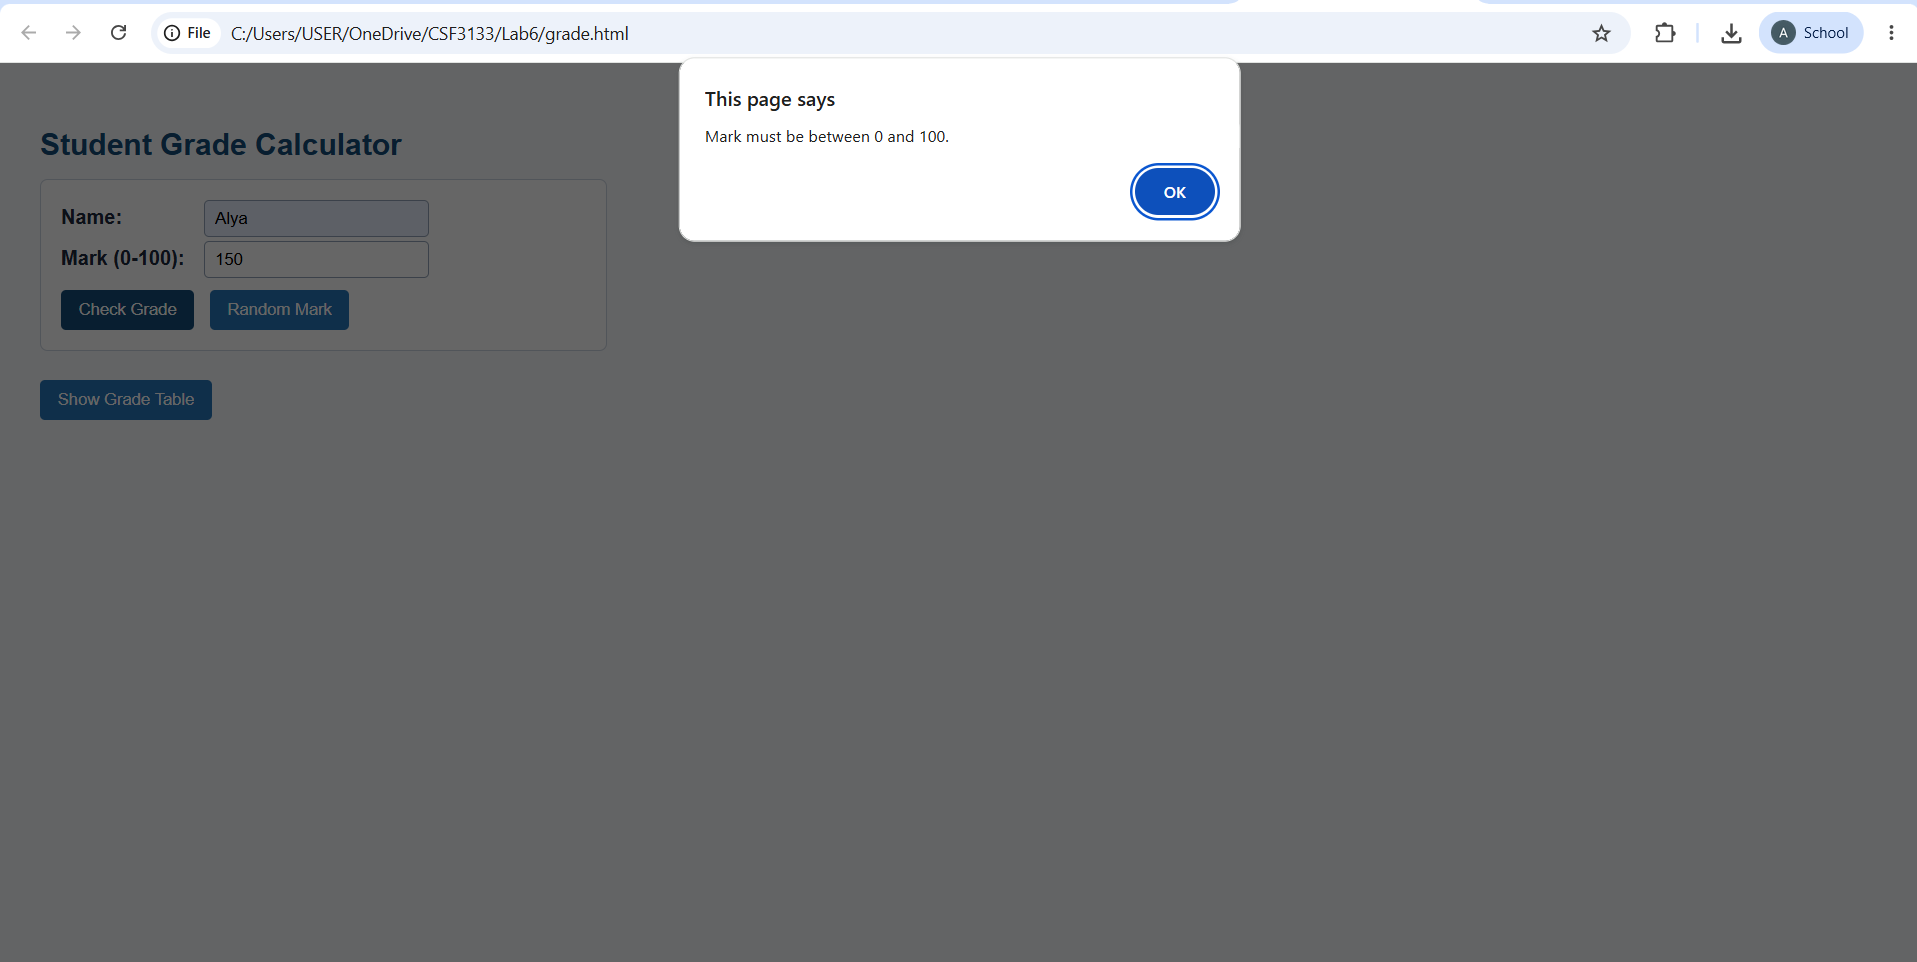 File
C:/Users/USER/OneDrive/CSF3133/Lab6/grade.html
A
School
This page says
Mark must be between 0 and 100.
OK
Student Grade Calculator
Name:
Alya
Mark (0-100):
150
Check Grade
Random Mark
Show Grade Table